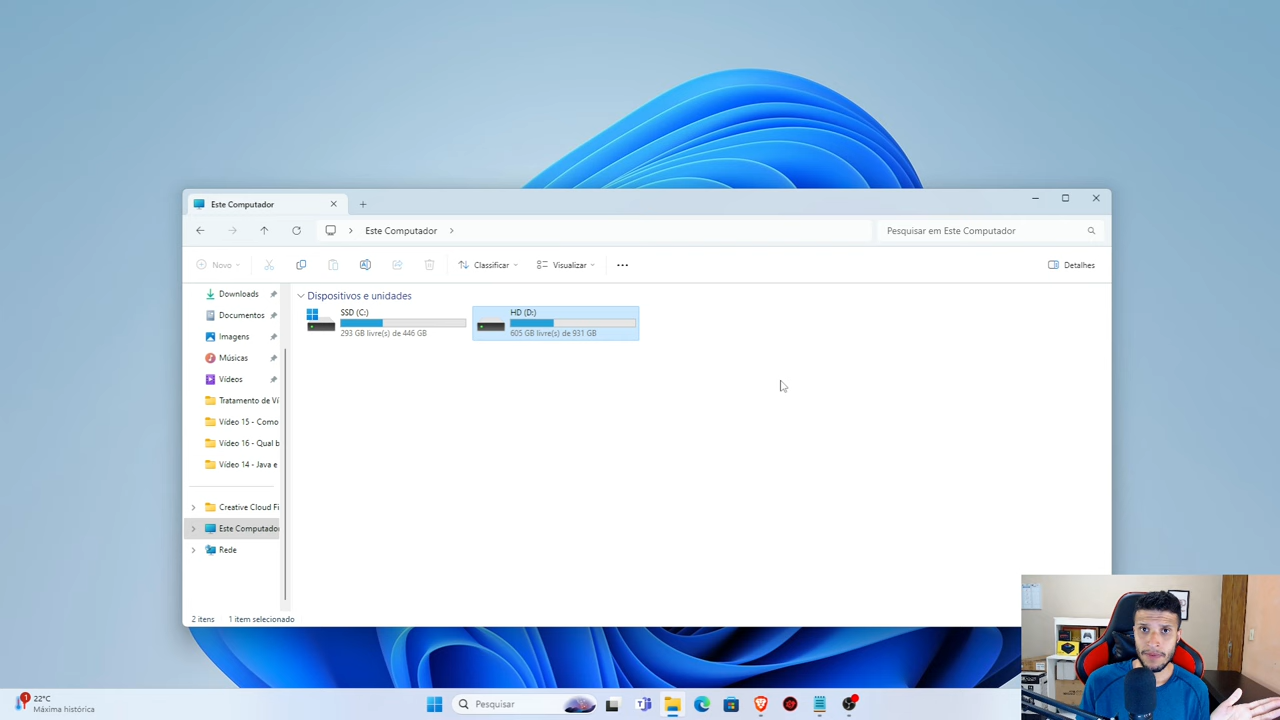 Este Computador
Este Computador
Pesquisar em Este Computador
Novo
Classificar
Visualizar
Detalhes
Downloads
Documentos
Imagens
Músicas
Vídeos
Tratamento de Ví
Vídeo 15 - Como
Vídeo 16 - Qual b
Vídeo 14 - Java e
Creative Cloud Fi
Este Computador
Rede
Dispositivos e unidades
SSD (C:)
293 GB livre(s) de 446 GB
HD (D:)
605 GB livre(s) de 931 GB
2 itens
1 item selecionado
1
22°C
Máxima histórica
Pesquisar